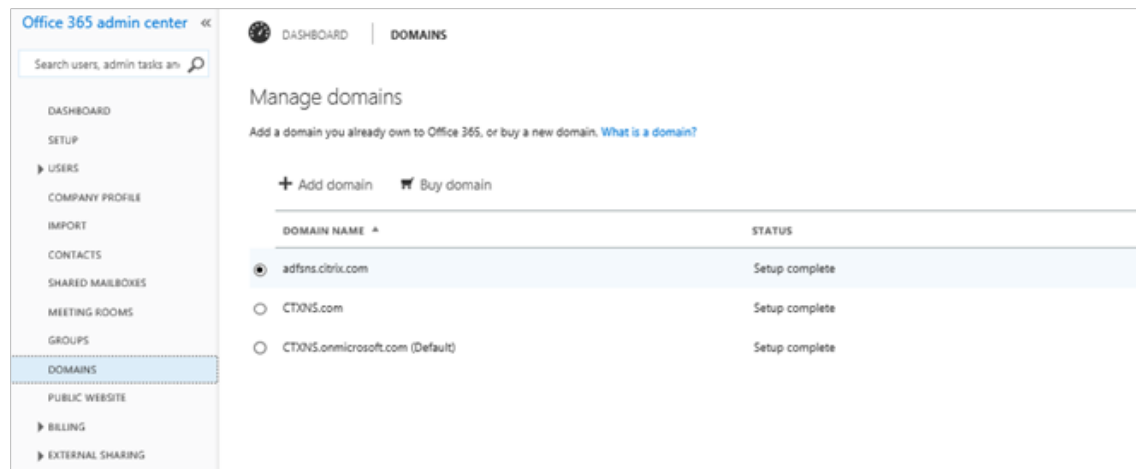 Office 365 admin center «
Search users, admin tasks an
DASHBOARD
SETUP
USERS
COMPANY PROFILE
IMPORT
CONTACTS
SHARED MAILBOXES
MEETING ROOMS
GROUPS
DOMAINS
PUBLIC WEBSITE
BILLING
EXTERNAL SHARING
DASHBOARD | DOMAINS
Manage domains
Add a domain you already own to Office 365, or buy a new domain. What is a domain?
+ Add domain Buy domain
DOMAIN NAME STATUS
adfsns.citrix.com Setup complete
CTXNS.com Setup complete
CTXNS.onmicrosoft.com (Default) Setup complete